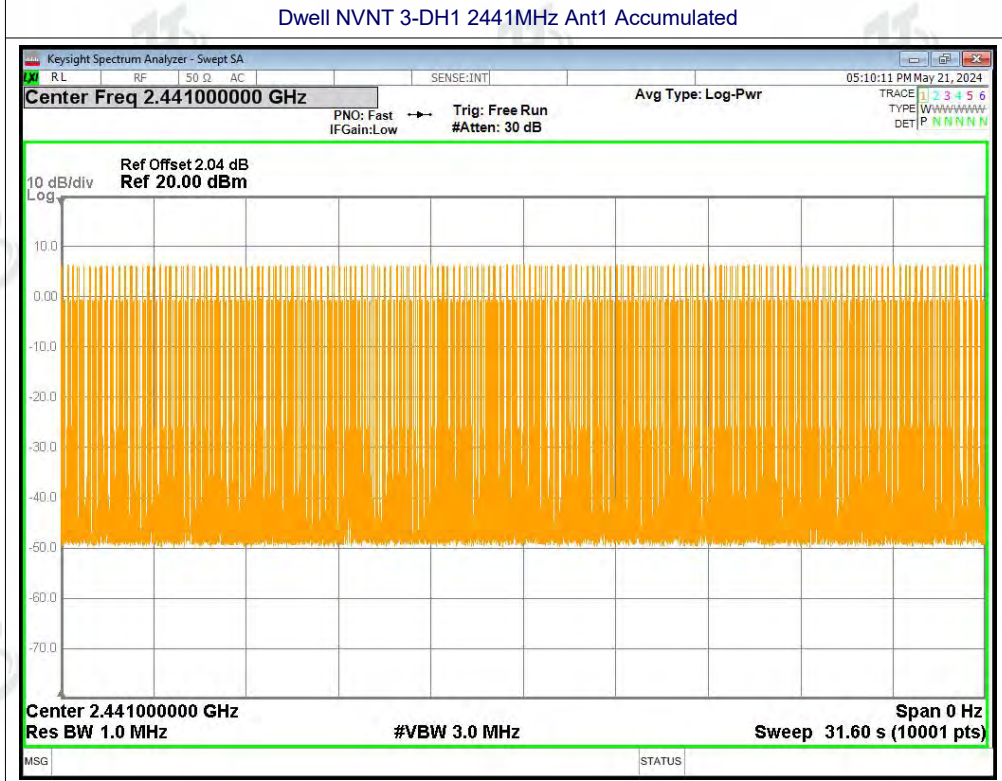 Dwell NVNT 3-DH1 2441MHz Ant1 Accumulated
Keysight Spectrum Analyzer - Swept SA
LXI RL RF 50 Ω AC SENSE:INT 05:10:11 PM May 21, 2024
Center Freq 2.441000000 GHz Avg Type: Log-Pwr TRACE 1 2 3 4 5 6
PNO: Fast Trig: Free Run TYPE WWWWWW
IFGain:Low #Atten: 30 dB DET P N N N N N
Ref Offset 2.04 dB
10 dB/div Ref 20.00 dBm
Log
10.0
0.00
-10.0
-20.0
-30.0
-40.0
-50.0
-60.0
-70.0
Center 2.441000000 GHz Span 0 Hz
Res BW 1.0 MHz #VBW 3.0 MHz Sweep 31.60 s (10001 pts)
MSG STATUS